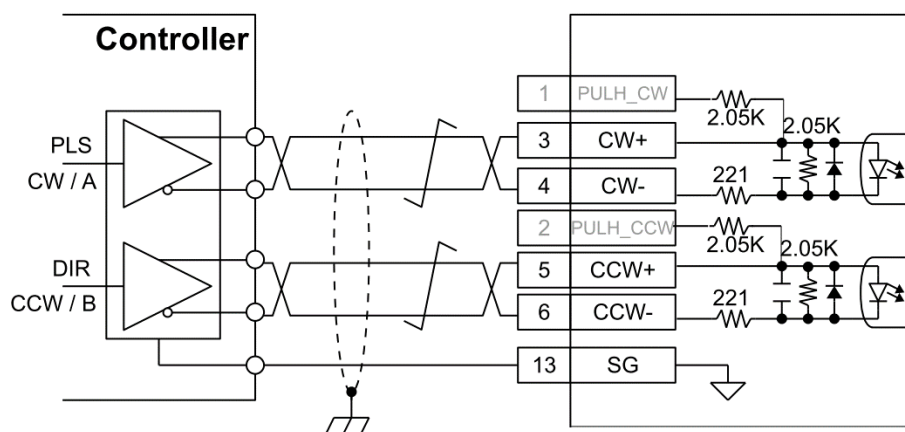 Controller
1 PULH_CW
2.05K
2.05K
PLS
3 CW+
CW / A
4 CW-
221
2 PULH_CCW
2.05K
2.05K
DIR
5 CCW+
CCW / B
6 CCW-
221
13 SG